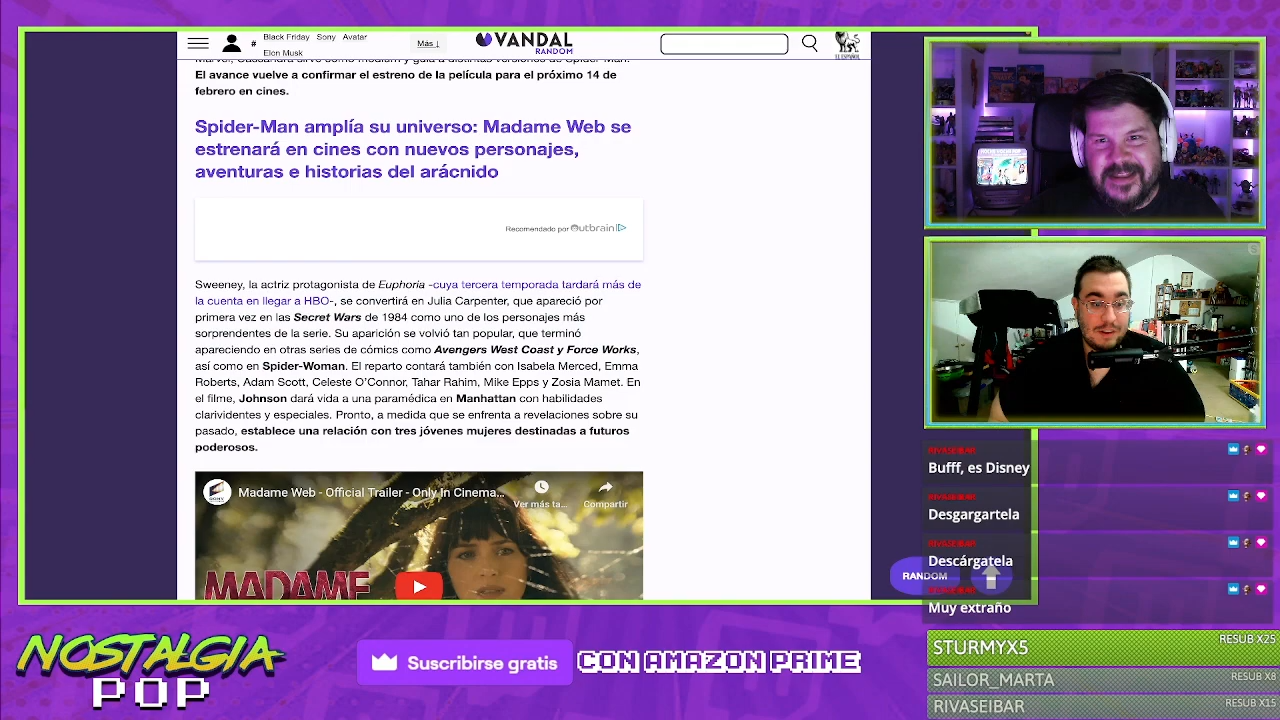 #
Black Friday Sony Avatar
Elon Musk
Más ↓
VANDAL
RANDOM
EL ESPAÑOL
El avance vuelve a confirmar el estreno de la película para el próximo 14 de
febrero en cines.
Spider-Man amplía su universo: Madame Web se
estrenará en cines con nuevos personajes,
aventuras e historias del arácnido
Recomendado por Outbrain
Sweeney, la actriz protagonista de Euphoria -cuya tercera temporada tardará más de
la cuenta en llegar a HBO-, se convertirá en Julia Carpenter, que apareció por
primera vez en las Secret Wars de 1984 como uno de los personajes más
sorprendentes de la serie. Su aparición se volvió tan popular, que terminó
apareciendo en otras series de cómics como Avengers West Coast y Force Works,
así como en Spider-Woman. El reparto contará también con Isabela Merced, Emma
Roberts, Adam Scott, Celeste O'Connor, Tahar Rahim, Mike Epps y Zosia Mamet. En
el filme, Johnson dará vida a una paramédica en Manhattan con habilidades
clarividentes y especiales. Pronto, a medida que se enfrenta a revelaciones sobre su
pasado, establece una relación con tres jóvenes mujeres destinadas a futuros
poderosos.
SONY
Madame Web - Official Trailer - Only In Cinema...
Ver más ta...
Compartir
MADAME
RANDOM
RIVASEIBAR
Bufff, es Disney
RIVASEIBAR
Desgargartela
RIVASEIBAR
Descárgatela
RIVASEIBAR
Muy extraño
STURMYX5 RESUB X25
SAILOR_MARTA RESUB X8
RIVASEIBAR RESUB X15
NOSTALGIA
POP
Suscribirse gratis
CON AMAZON PRIME